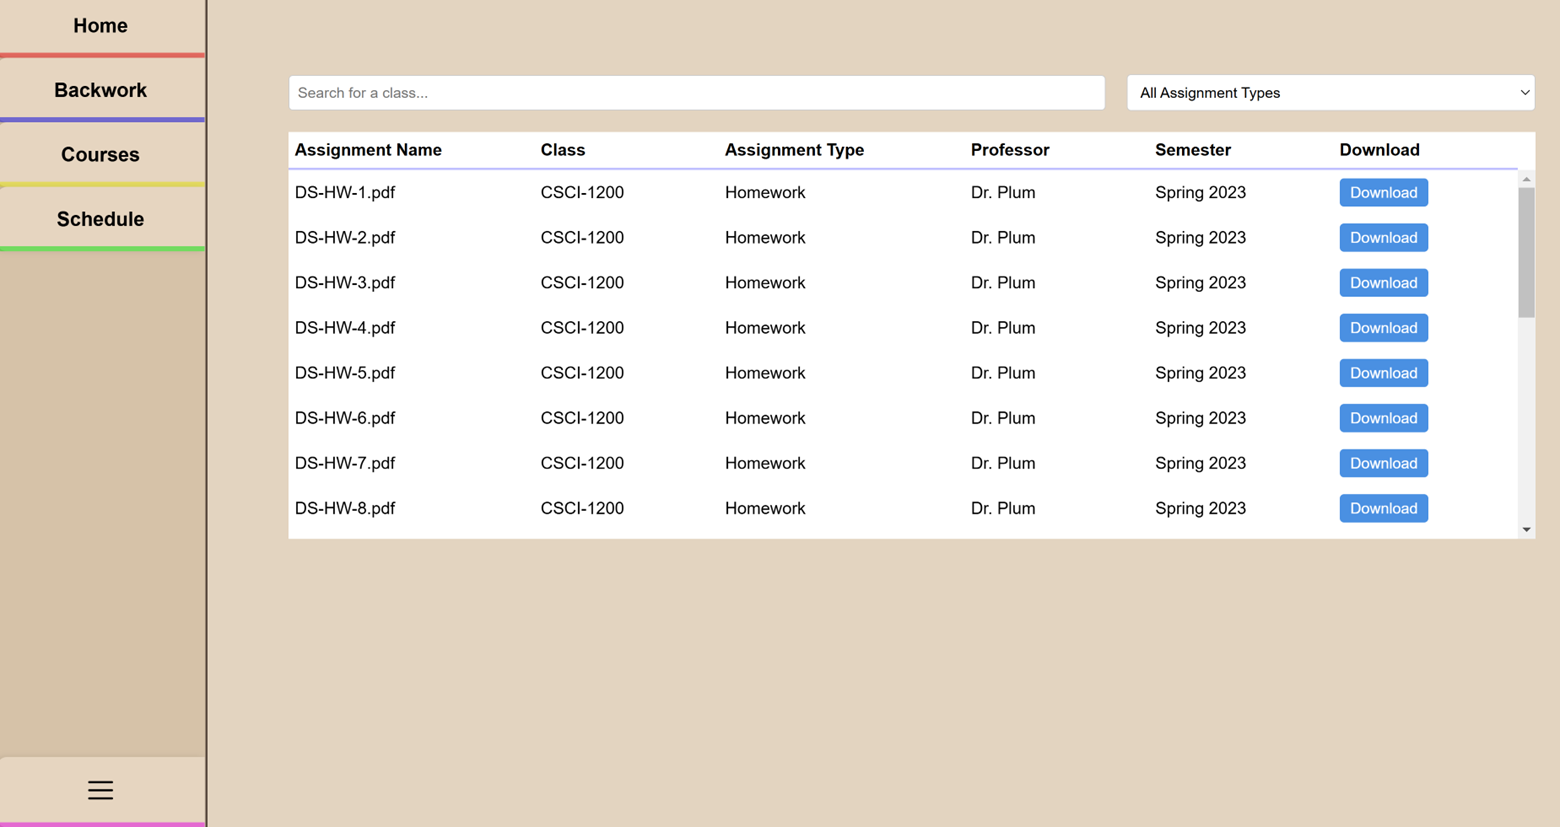 Home
Backwork
Courses
Schedule
Search for a class...
All Assignment Types
Assignment Name Class Assignment Type Professor Semester Download
DS-HW-1.pdf CSCI-1200 Homework Dr. Plum Spring 2023 Download
DS-HW-2.pdf CSCI-1200 Homework Dr. Plum Spring 2023 Download
DS-HW-3.pdf CSCI-1200 Homework Dr. Plum Spring 2023 Download
DS-HW-4.pdf CSCI-1200 Homework Dr. Plum Spring 2023 Download
DS-HW-5.pdf CSCI-1200 Homework Dr. Plum Spring 2023 Download
DS-HW-6.pdf CSCI-1200 Homework Dr. Plum Spring 2023 Download
DS-HW-7.pdf CSCI-1200 Homework Dr. Plum Spring 2023 Download
DS-HW-8.pdf CSCI-1200 Homework Dr. Plum Spring 2023 Download